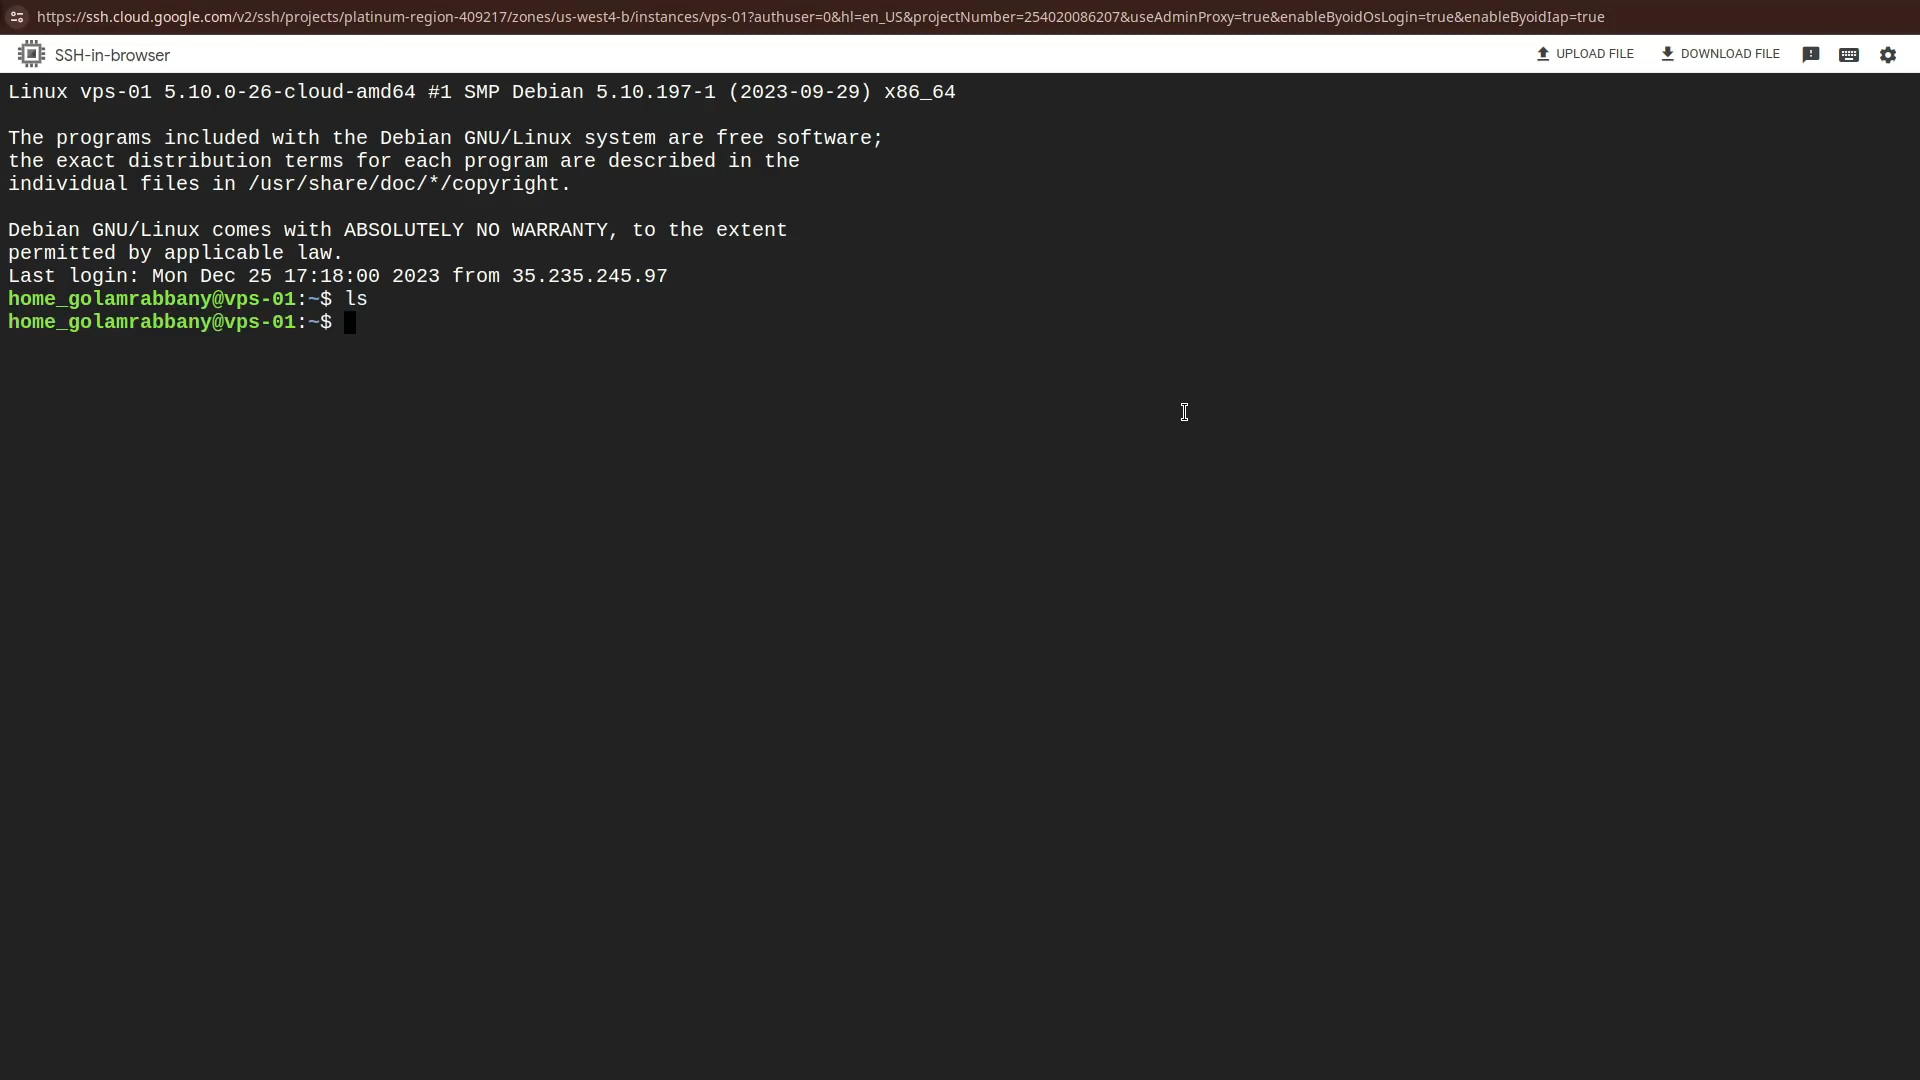 https://ssh.cloud.google.com/v2/ssh/projects/platinum-region-409217/zones/us-west4-b/instances/vps-01?authuser=0&hl=en_US&projectNumber=254020086207&useAdminProxy=true&enableByoidOsLogin=true&enableByoidIap=true
SSH-in-browser
UPLOAD FILE
DOWNLOAD FILE
Linux vps-01 5.10.0-26-cloud-amd64 #1 SMP Debian 5.10.197-1 (2023-09-29) x86_64
The programs included with the Debian GNU/Linux system are free software;
the exact distribution terms for each program are described in the
individual files in /usr/share/doc/*/copyright.
Debian GNU/Linux comes with ABSOLUTELY NO WARRANTY, to the extent
permitted by applicable law.
Last login: Mon Dec 25 17:18:00 2023 from 35.235.245.97
home_golamrabbany@vps-01:~$ ls
home_golamrabbany@vps-01:~$